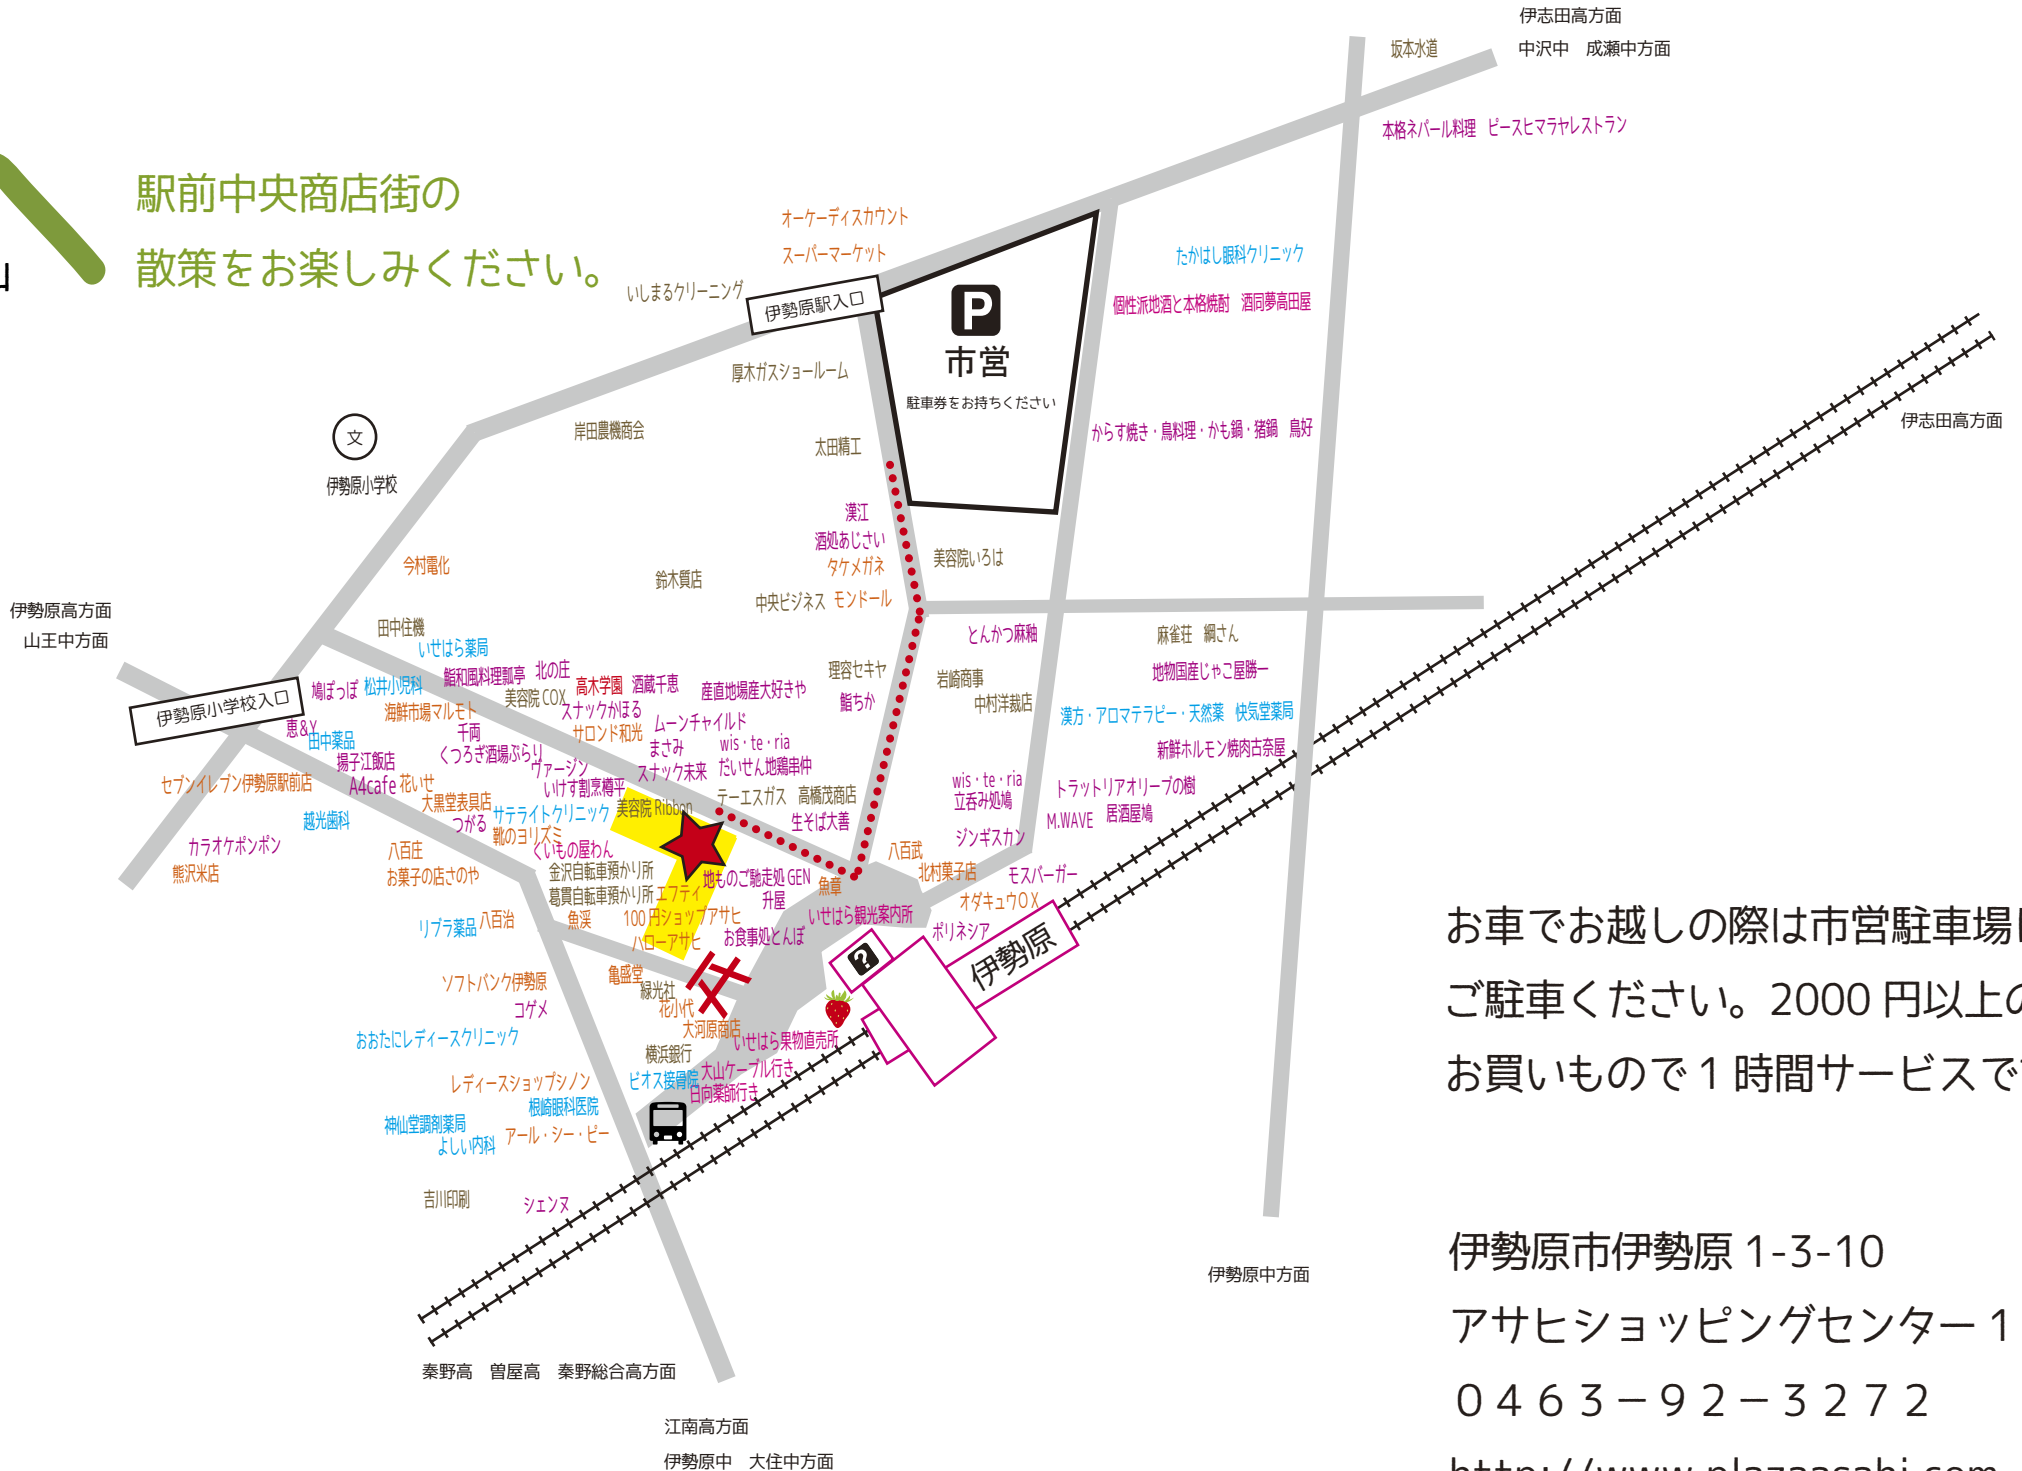 伊志田高方面
坂本水道
中沢中　成瀬中方面
本格ネパール料理　ピースヒマラヤレストラン
駅前中央商店街の
散策をお楽しみください。
オーケーディスカウント
スーパーマーケット
たかはし眼科クリニック
いしまるクリーニング
伊勢原駅入口
個性派地酒と本格焼酎　酒同夢高田屋
P
市営
厚木ガスショールーム
駐車券をお持ちください
伊志田高方面
文
岸田農機商会
からす焼き・鳥料理・かも鍋・猪鍋　鳥好
太田精工
伊勢原小学校
漢江
酒処あじさい
美容院いろは
今村電化
タケメガネ
鈴木質店
中央ビジネス
モンドール
伊勢原高方面
山王中方面
田中住機
いせはら薬局
とんかつ麻釉
麻雀荘　綱さん
鮨和風料理瓢亭
北の庄
理容セキヤ
岩崎商事
地物国産じゃこ屋勝一
鳩ぽっぽ
松井小児科
美容院 COX
高木学園
酒蔵千恵
産直地場産大好きや
鮨ちか
中村洋裁店
伊勢原小学校入口
海鮮市場マルモト
スナックかほる
ムーンチャイルド
漢方・アロマテラピー・天然薬　快気堂薬局
恵&Y
田中薬品
千両
サロンド和光
まさみ
wis・te・ria
新鮮ホルモン焼肉古奈屋
揚子江飯店
くつろぎ酒場ぶらり
ヴァージン
スナック未来
だいせん地鶏串仲
セブンイレブン伊勢原駅前店
A4cafe
花いせ
いけす割烹樽平
wis・te・ria
立呑み処鳩
トラットリアオリーブの樹
大黒堂表具店
サテライトクリニック
美容院 Ribbon
テーエスガス
高橋茂商店
越光歯科
つがる
靴のヨリズミ
生そば大善
M.WAVE
居酒屋鳩
カラオケポンポン
八百庄
くいもの屋わん
八百武
ジンギスカン
熊沢米店
お菓子の店さのや
金沢自転車預かり所
地ものご馳走処 GEN
魚章
北村菓子店
モスバーガー
葛貫自転車預かり所
エフティ
升屋
オダキュウOX
リブラ薬品
八百治
魚渓
100 円ショップアサヒ
いせはら観光案内所
ハローアサヒ
お食事処とんぼ
ポリネシア
伊勢原
?
ソフトバンク伊勢原
亀盛堂
緑光社
コゲメ
花小代
大河原商店
おおたにレディースクリニック
横浜銀行
いせはら果物直売所
レディースショップシノン
ビオス接骨院
大山ケーブル行き
日向薬師行き
根崎眼科医院
神仙堂調剤薬局
よしい内科
アール・シー・ピー
吉川印刷
シェンヌ
秦野高　曽屋高　秦野総合高方面
江南高方面
伊勢原中　大住中方面
伊勢原中方面
お車でお越しの際は市営駐車場
ご駐車ください。2000 円以上の
お買いもので 1 時間サービスで
伊勢原市伊勢原 1-3-10
アサヒショッピングセンター 1
０４６３－９２－３２７２
http://www.plazaasahi.com